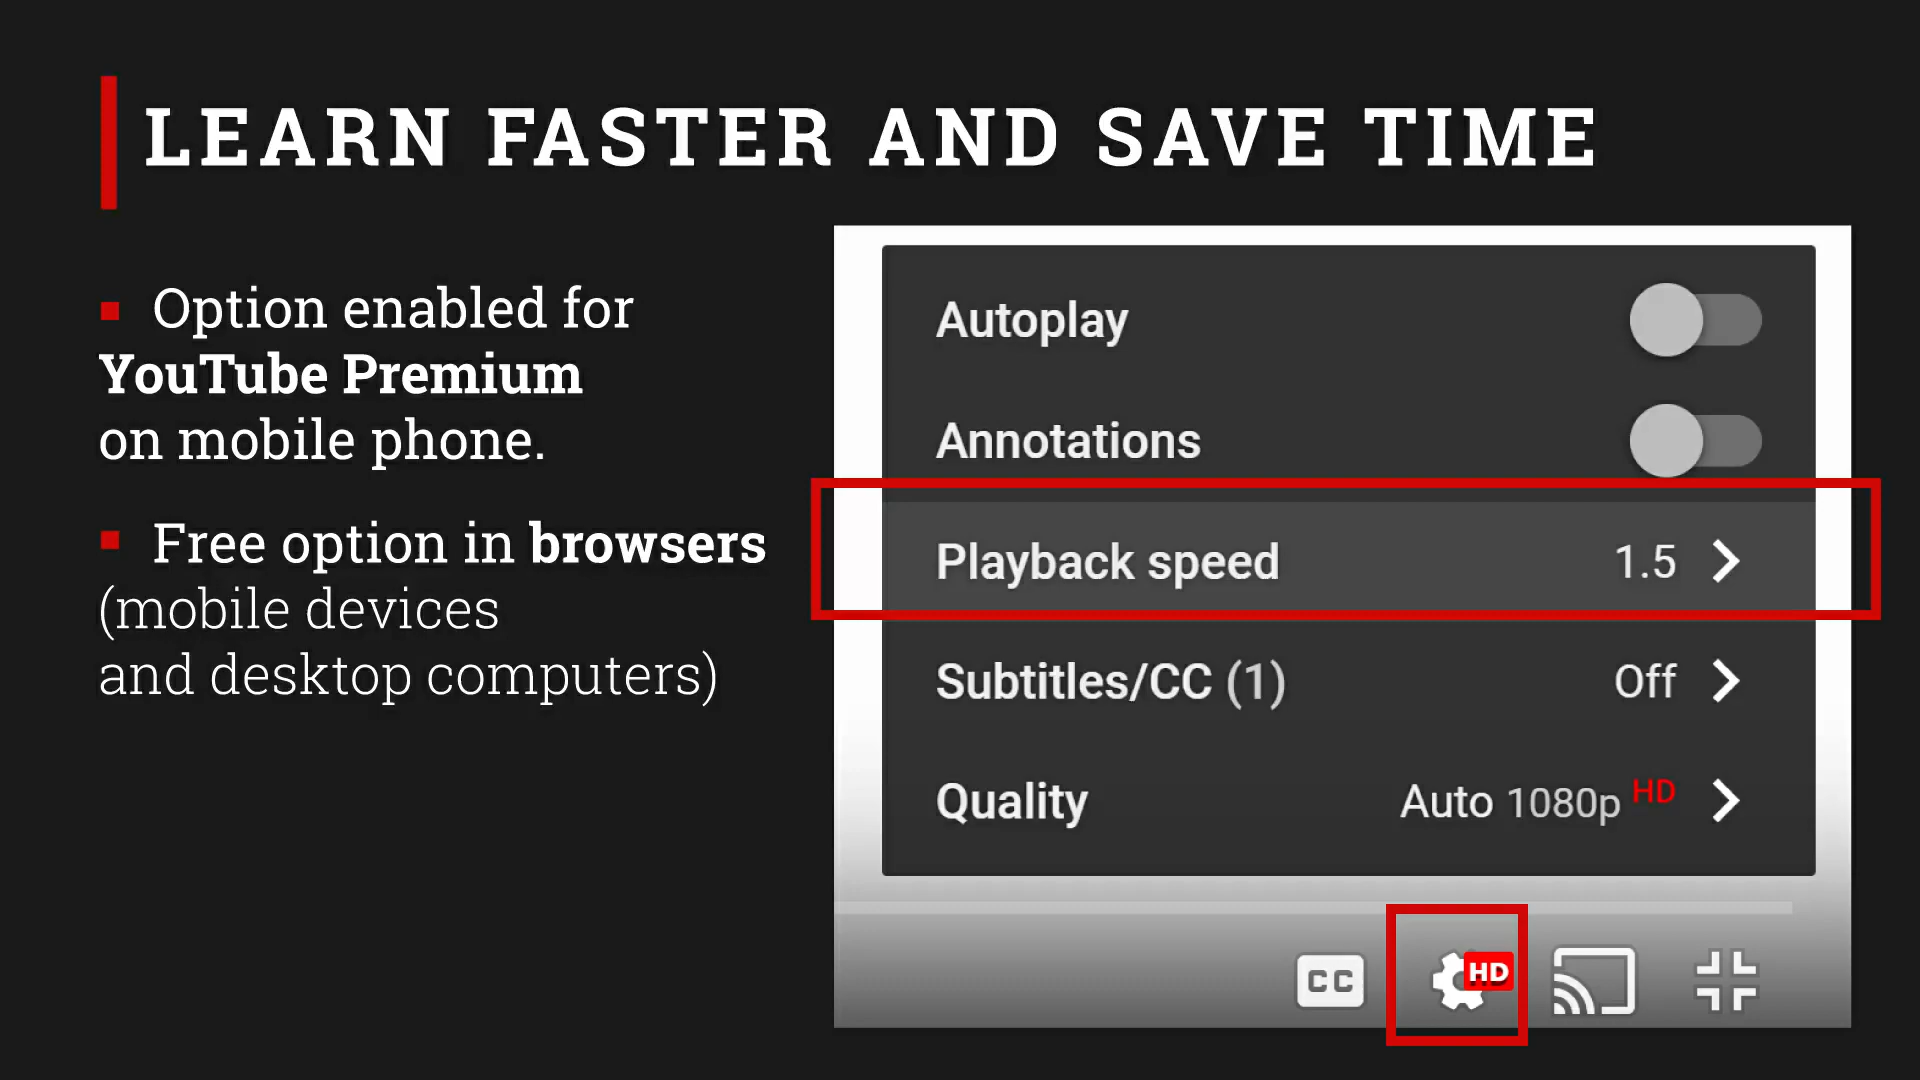 LEARN FASTER AND SAVE TIME
Option enabled for
YouTube Premium
on mobile phone.
Free option in browsers
(mobile devices
and desktop computers)
Autoplay
Annotations
Playback speed 1.5
Subtitles/CC (1) Off
Quality Auto 1080p HD
CC HD